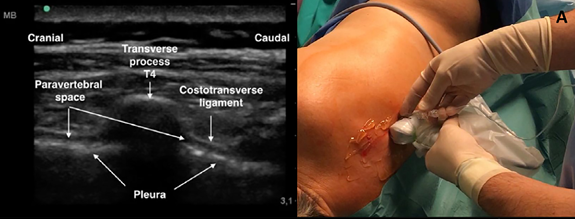 MB
A
Cranial
Caudal
Transverse
process
T4
Paravertebral
space
Costotransverse
ligament
Pleura
3,1